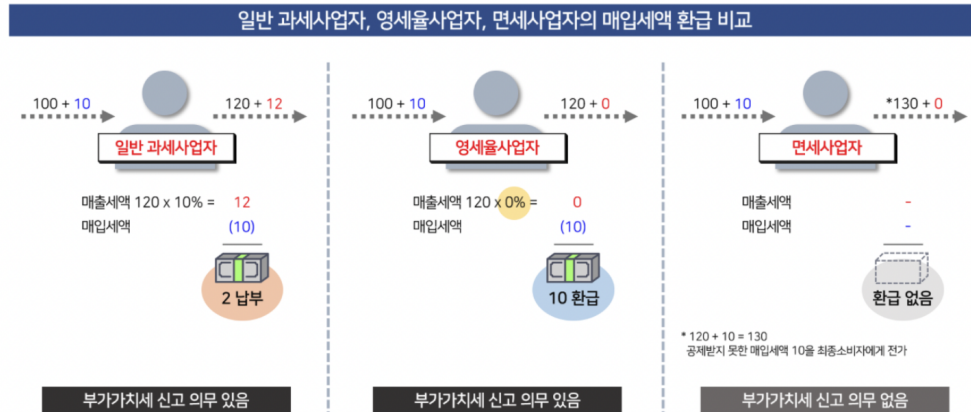 일반 과세사업자, 영세율사업자, 면세사업자의 매입세액 환급 비교
100 + 10
120 + 12
일반 과세사업자
매출세액 120 x 10% = 12
매입세액 (10)
2 납부
부가가치세 신고 의무 있음
100 + 10
120 + 0
영세율사업자
매출세액 120 x 0% = 0
매입세액 (10)
10 환급
부가가치세 신고 의무 있음
100 + 10
*130 + 0
면세사업자
매출세액 -
매입세액 -
환급 없음
* 120 + 10 = 130
공제받지 못한 매입세액 10을 최종소비자에게 전가
부가가치세 신고 의무 없음